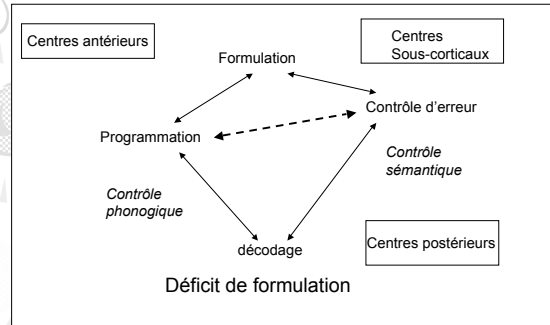 Centres antérieurs
Centres
Sous-corticaux
Formulation
Contrôle d'erreur
Programmation
Contrôle
sémantique
Contrôle
phonogique
Centres postérieurs
décodage
Déficit de formulation